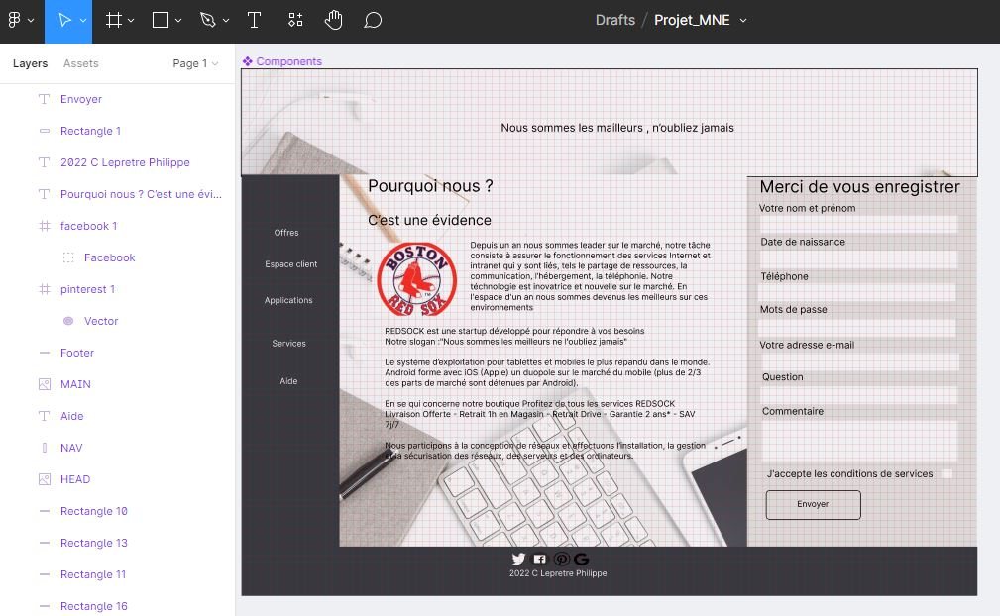 Drafts / Projet_MNE
Layers Assets Page 1
Envoyer
Rectangle 1
2022 C Lepretre Philippe
Pourquoi nous ? C'est une évi...
facebook 1
Facebook
pinterest 1
Vector
Footer
MAIN
Aide
NAV
HEAD
Rectangle 10
Rectangle 13
Rectangle 11
Rectangle 16
Components
Nous sommes les mailleurs , n'oubliez jamais
Offres
Espace client
Applications
Services
Aide
Pourquoi nous ?
C'est une évidence
BOSTON
RED SOX
TM
Depuis un an nous sommes leader sur le marché, notre tâche
consiste à assurer le fonctionnement des services Internet et
intranet qui y sont liés, tels le partage de ressources, la
communication, l'hébergement, la téléphonie. Notre
téchnologie est inovatrice et nouvelle sur le marché. En
l'espace d'un an nous sommes devenus les meilleurs sur ces
environnements
REDSOCK est une startup développé pour répondre à vos besoins
Notre slogan :"Nous sommes les meilleurs ne l'oubliez jamais"
Le système d'exploitation pour tablettes et mobiles le plus répandu dans le monde.
Android forme avec iOS (Apple) un duopole sur le marché du mobile (plus de 2/3
des parts de marché sont détenues par Android).
En se qui concerne notre boutique Profitez de tous les services REDSOCK
Livraison Offerte - Retrait 1h en Magasin - Retrait Drive - Garantie 2 ans* - SAV
7j/7
Nous participons à la conception de réseaux et effectuons l'installation, la gestion
et la sécurisation des réseaux, des serveurs et des ordinateurs.
Merci de vous enregistrer
Votre nom et prénom
Date de naissance
Téléphone
Mots de passe
Votre adresse e-mail
Question
Commentaire
J'accepte les conditions de services
Envoyer
2022 C Lepretre Philippe